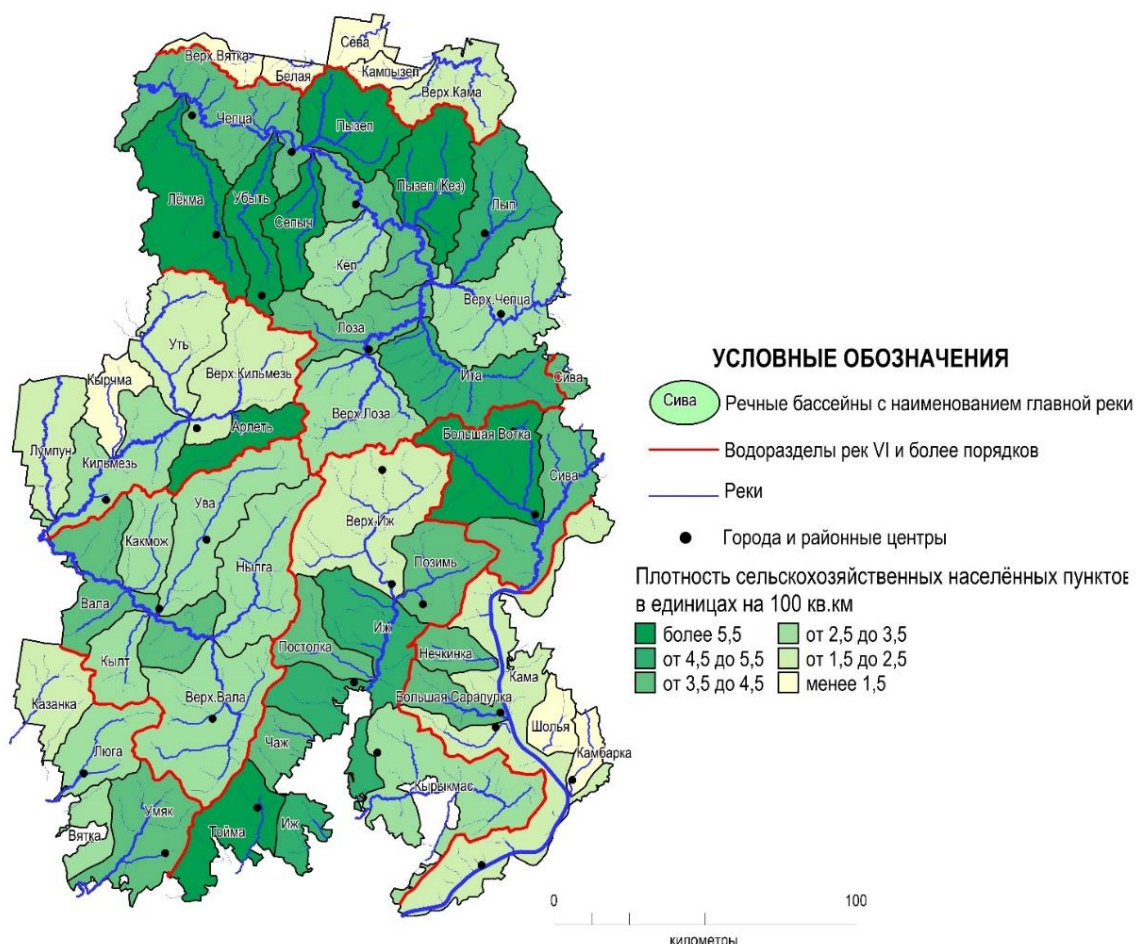 Сёва
Верх.Вятка
Белая
Кампызеп
Верх.Кама
Чепца
Пызеп
Пызеп (Кез)
Лып
Лёкма
Убыть
Сепыч
Кеп
Верх.Чепца
Лоза
Уть
Верх.Кильмезь
Ита
Сива
Кырчма
Верх.Лоза
Арлеть
Большая Вотка
Лумпун
Кильмезь
Сива
Ува
Верх.Иж
Какмож
Нылга
Позимь
Вала
Иж
Постолка
Нечкинка
Кылт
Кама
Казанка
Верх.Вала
Большая Сарапулка
Шолья
Чаж
Камбарка
Люга
Кырыкмас
Умяк
Вятка
Тойма
Иж
УСЛОВНЫЕ ОБОЗНАЧЕНИЯ
Сива
Речные бассейны с наименованием главной реки
Водоразделы рек VI и более порядков
Реки
Города и районные центры
Плотность сельскохозяйственных населённых пунктов
в единицах на 100 кв.км
более 5,5
от 2,5 до 3,5
от 4,5 до 5,5
от 1,5 до 2,5
от 3,5 до 4,5
менее 1,5
0
100
километры